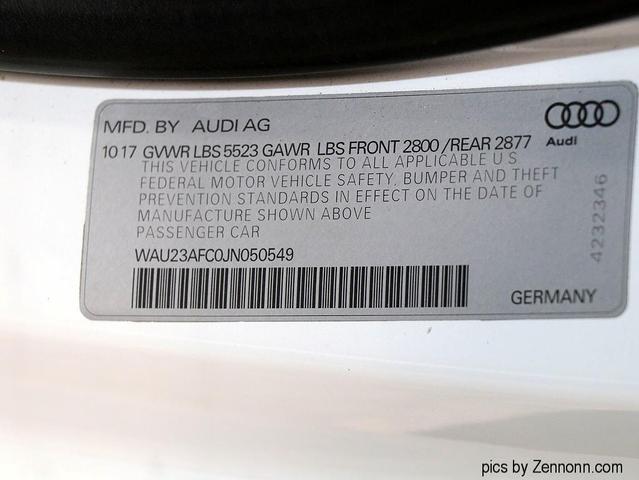 MFD. BY AUDI AG
Audi
10 17 GVWR LBS 5523 GAWR LBS FRONT 2800 /REAR 2877
THIS VEHICLE CONFORMS TO ALL APPLICABLE U S
FEDERAL MOTOR VEHICLE SAFETY, BUMPER AND THEFT
PREVENTION STANDARDS IN EFFECT ON THE DATE OF
MANUFACTURE SHOWN ABOVE
PASSENGER CAR
4232346
WAU23AFC0JN050549
GERMANY
pics by Zennonn.com